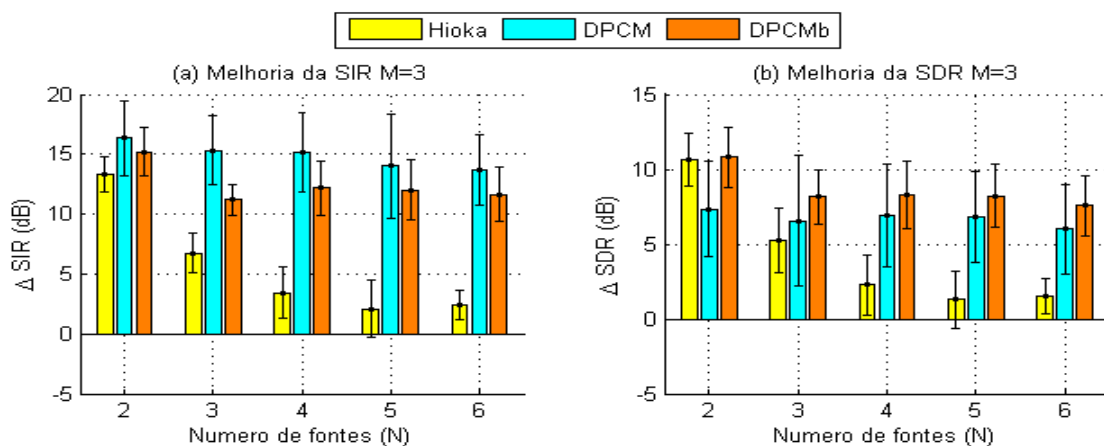 Hioka DPCM DPCMb
(a) Melhoria da SIR M=3
20
15
10
5
0
-5
Δ SIR (dB)
2 3 4 5 6
Numero de fontes (N)
(b) Melhoria da SDR M=3
15
10
5
0
-5
Δ SDR (dB)
2 3 4 5 6
Numero de fontes (N)